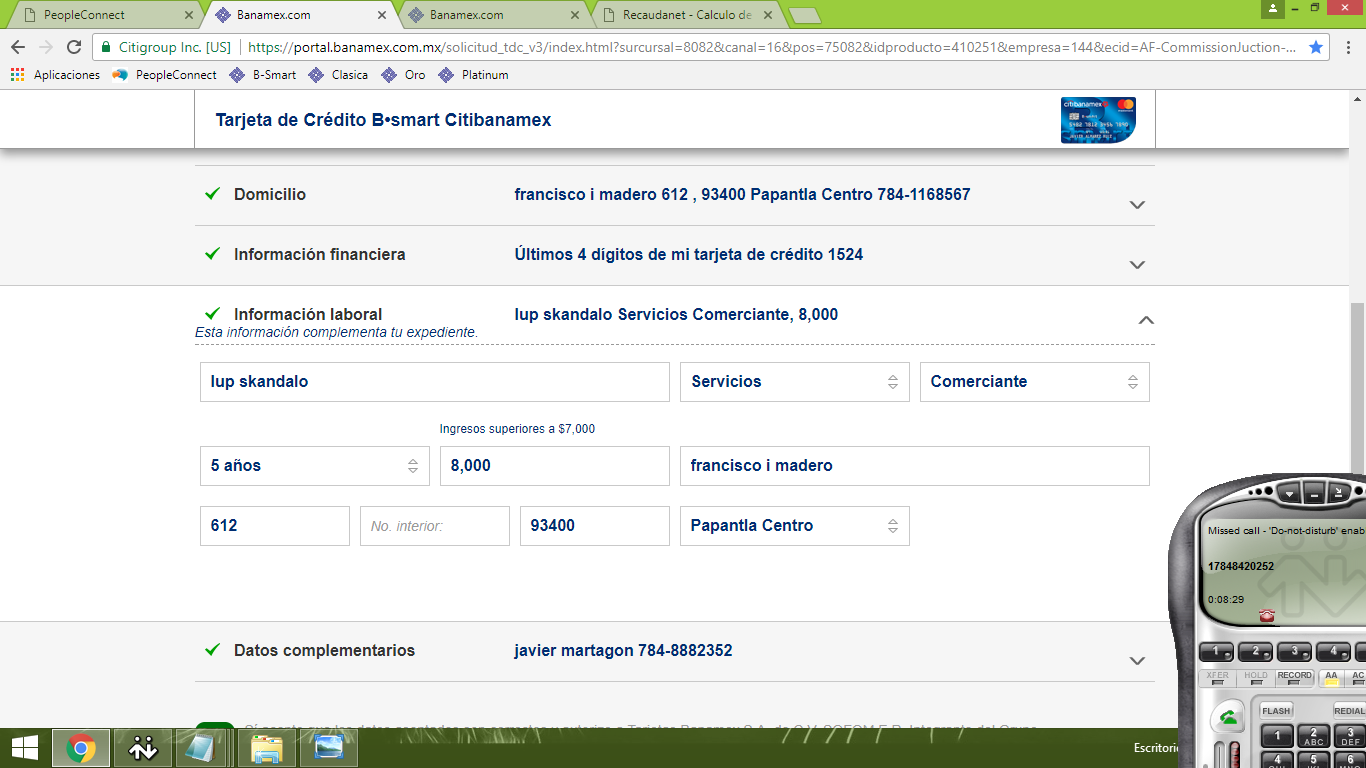 PeopleConnect
Banamex.com
Banamex.com
Recaudanet - Calculo de
Citigroup Inc. [US] https://portal.banamex.com.mx/solicitud_tdc_v3/index.html?surcursal=8082&canal=16&pos=75082&idproducto=410251&empresa=144&ecid=AF-CommissionJuction-...
Aplicaciones PeopleConnect B-Smart Clasica Oro Platinum
Tarjeta de Crédito B•smart Citibanamex
citibanamex
Domicilio francisco i madero 612 , 93400 Papantla Centro 784-1168567
Información financiera Últimos 4 dígitos de mi tarjeta de crédito 1524
Información laboral lup skandalo Servicios Comerciante, 8,000
Esta información complementa tu expediente.
lup skandalo Servicios Comerciante
Ingresos superiores a $7,000
5 años 8,000 francisco i madero
612 No. interior: 93400 Papantla Centro
Missed call - 'Do-not-disturb' enab
17848420252
0:08:29
1 2 3 4
XFER HOLD RECORD AA AC
FLASH REDIAL
1 2 ABC 3 DEF
4 5 6
Datos complementarios javier martagon 784-8882352
Escritorio